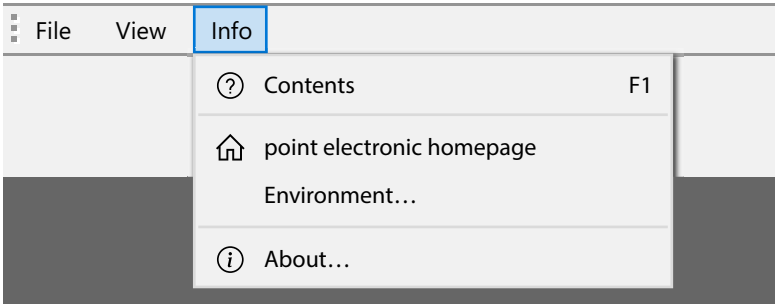 File View Info
Contents F1
point electronic homepage
Environment…
About…